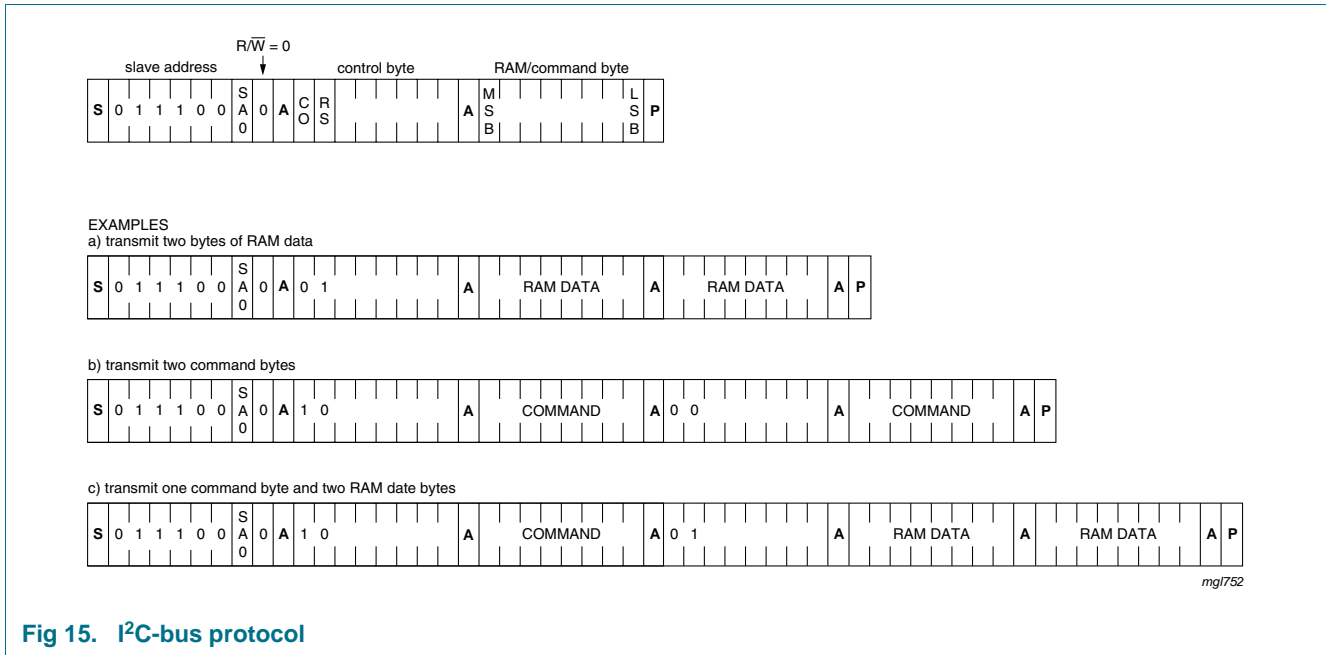 R/W̅ = 0
slave address control byte RAM/command byte
S 0 1 1 1 0 0 SA0 0 A CO RS A MSB LSB P
EXAMPLES
a) transmit two bytes of RAM data
S 0 1 1 1 0 0 SA0 0 A 0 1 A RAM DATA A RAM DATA A P
b) transmit two command bytes
S 0 1 1 1 0 0 SA0 0 A 1 0 A COMMAND A 0 0 A COMMAND A P
c) transmit one command byte and two RAM date bytes
S 0 1 1 1 0 0 SA0 0 A 1 0 A COMMAND A 0 1 A RAM DATA A RAM DATA A P
mgl752
Fig 15. I²C-bus protocol